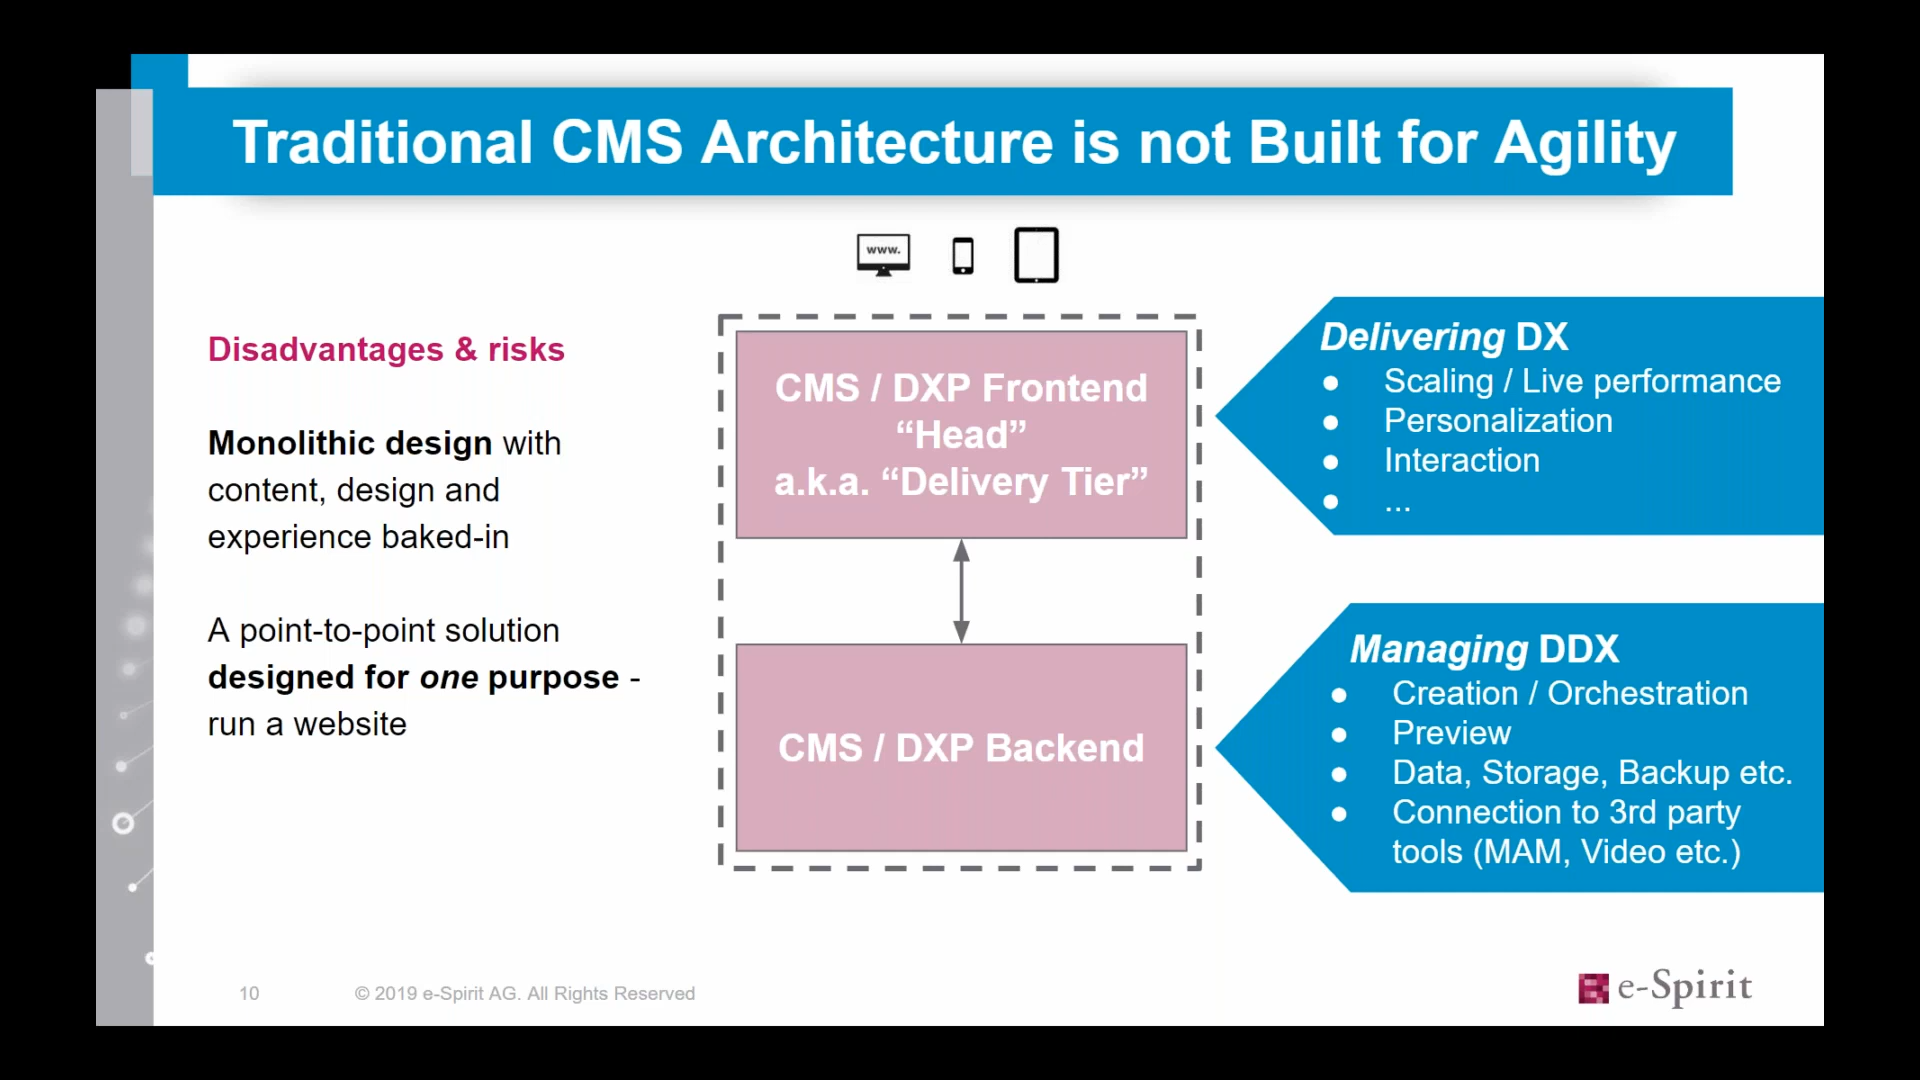 Traditional CMS Architecture is not Built for Agility
www.
Disadvantages & risks
Monolithic design with
content, design and
experience baked-in
A point-to-point solution
designed for one purpose -
run a website
CMS / DXP Frontend
“Head”
a.k.a. “Delivery Tier”
CMS / DXP Backend
Delivering DX
● Scaling / Live performance
● Personalization
● Interaction
● ...
Managing DDX
● Creation / Orchestration
● Preview
● Data, Storage, Backup etc.
● Connection to 3rd party
tools (MAM, Video etc.)
10
© 2019 e-Spirit AG. All Rights Reserved
e-Spirit